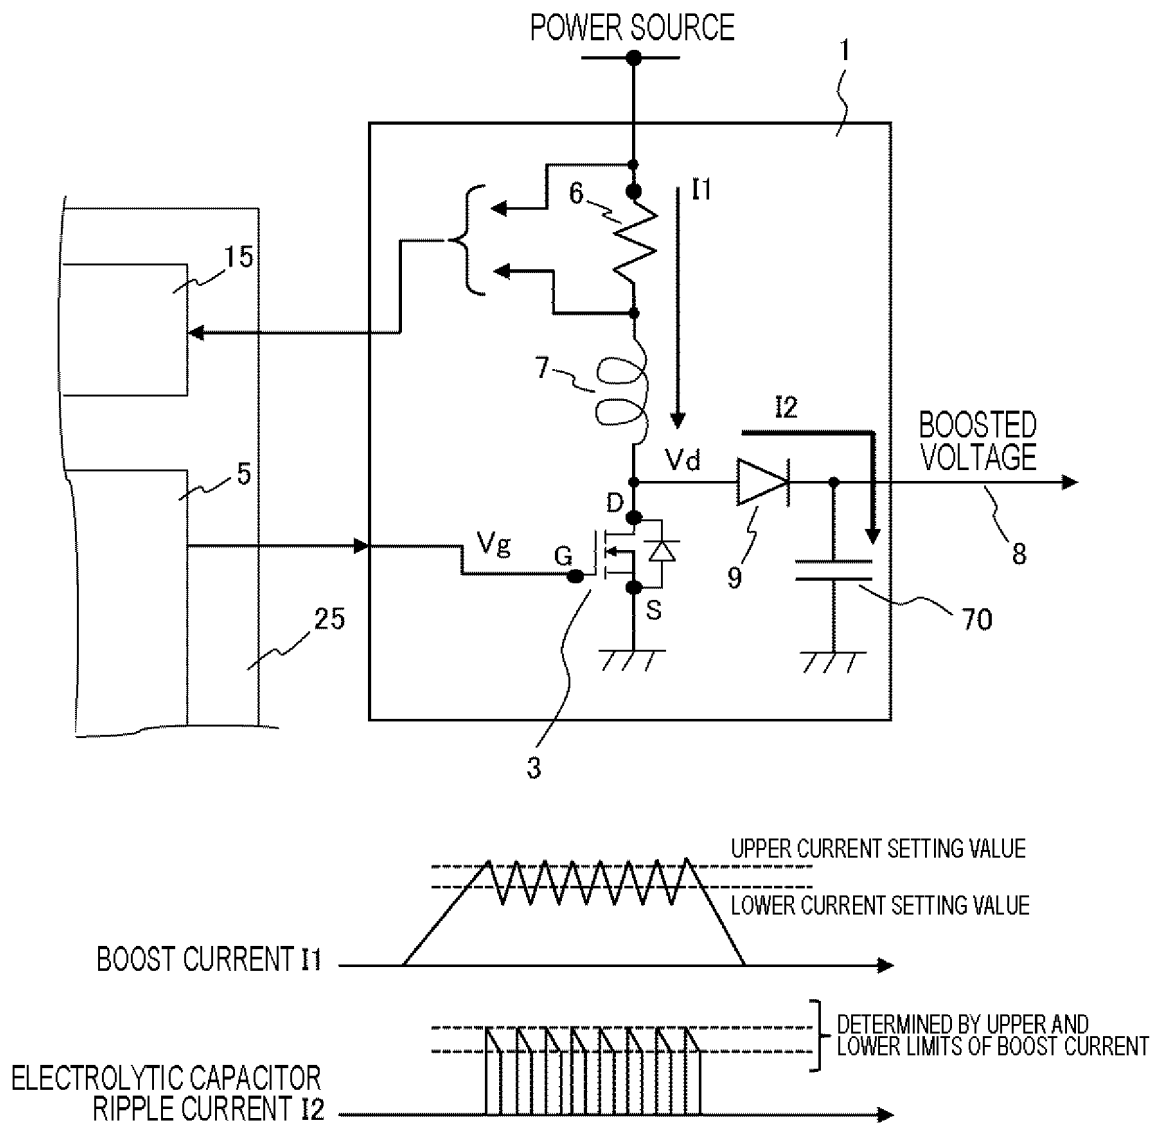 POWER SOURCE
1
6
I1
15
7
I2
BOOSTED
VOLTAGE
Vd
5
D
Vg
G
9
8
S
70
25
3
UPPER CURRENT SETTING VALUE
LOWER CURRENT SETTING VALUE
BOOST CURRENT I1
DETERMINED BY UPPER AND
LOWER LIMITS OF BOOST CURRENT
ELECTROLYTIC CAPACITOR
RIPPLE CURRENT I2